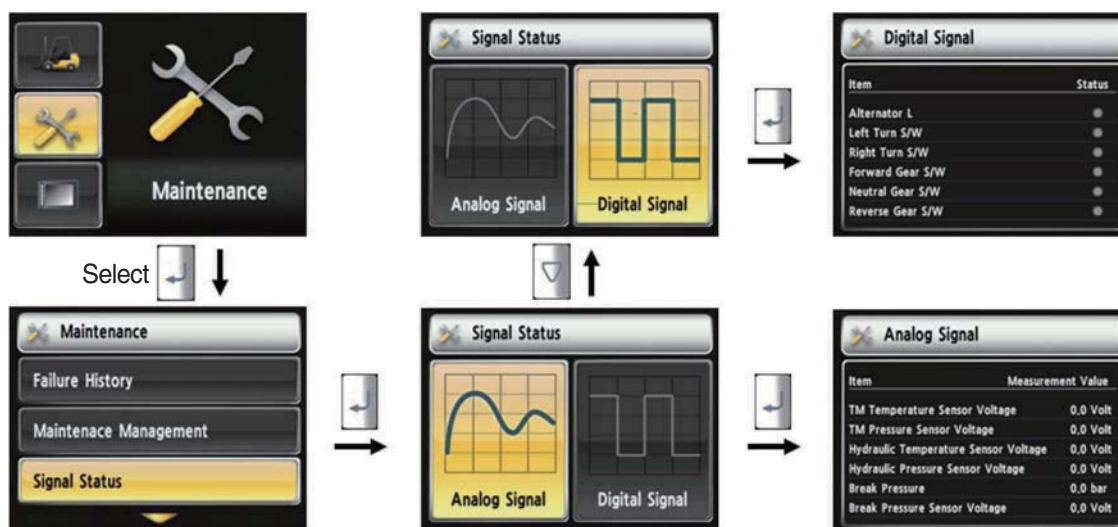 Maintenance
Select
Maintenance
Failure History
Maintenace Management
Signal Status
Signal Status
Analog Signal
Digital Signal
Signal Status
Analog Signal
Digital Signal
Digital Signal
Item Status
Alternator L
Left Turn S/W
Right Turn S/W
Forward Gear S/W
Neutral Gear S/W
Reverse Gear S/W
Analog Signal
Item Measurement Value
TM Temperature Sensor Voltage 0,0 Volt
TM Pressure Sensor Voltage 0,0 Volt
Hydraulic Temperature Sensor Voltage 0,0 Volt
Hydraulic Pressure Sensor Voltage 0,0 Volt
Break Pressure 0,0 bar
Break Pressure Sensor Voltage 0,0 Volt